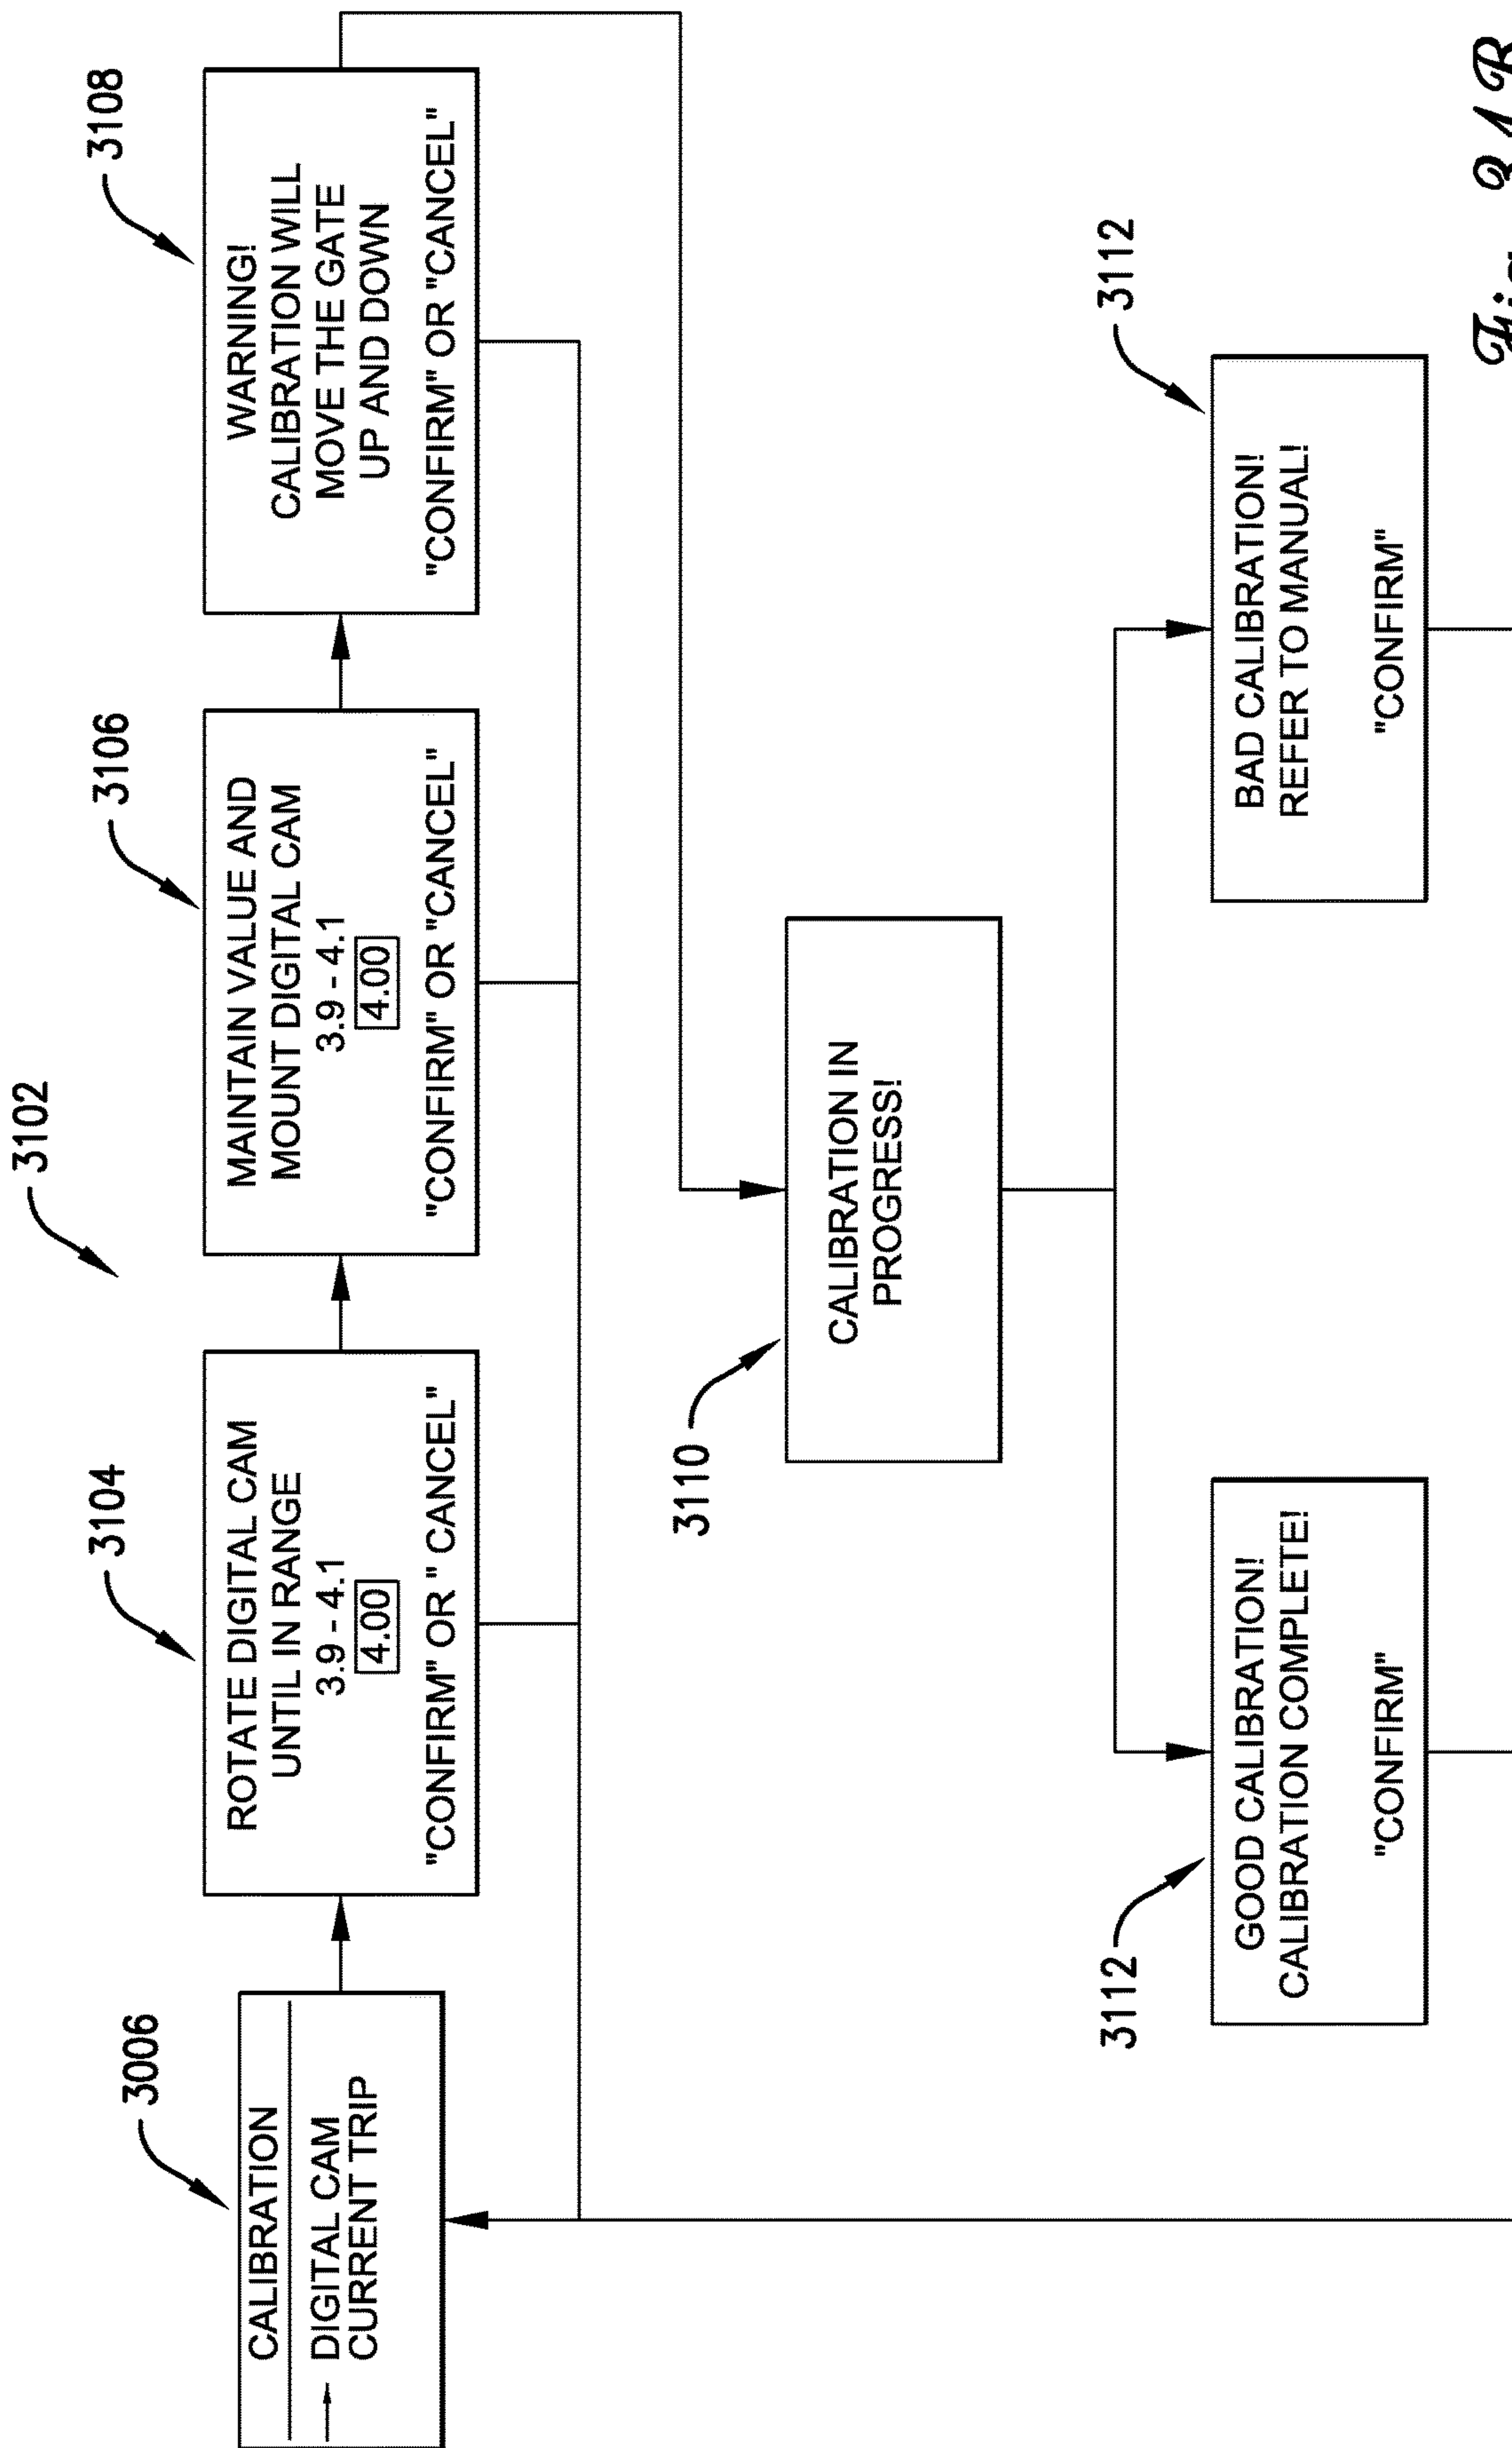 3102
3006
CALIBRATION
DIGITAL CAM
CURRENT TRIP
3104
ROTATE DIGITAL CAM
UNTIL IN RANGE
3.9 - 4.1
4.00
"CONFIRM" OR " CANCEL"
3106
MAINTAIN VALUE AND
MOUNT DIGITAL CAM
3.9 - 4.1
4.00
"CONFIRM" OR "CANCEL"
3108
WARNING!
CALIBRATION WILL
MOVE THE GATE
UP AND DOWN
"CONFIRM" OR "CANCEL"
3110
CALIBRATION IN
PROGRESS!
3112
GOOD CALIBRATION!
CALIBRATION COMPLETE!
"CONFIRM"
3112
BAD CALIBRATION!
REFER TO MANUAL!
"CONFIRM"